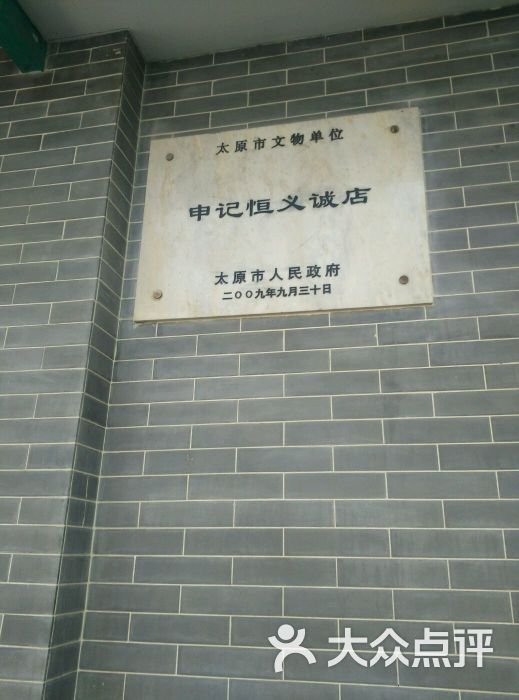 太原市文物单位
申记恒义诚店
太原市人民政府
二〇〇九年九月三十日
大众点评